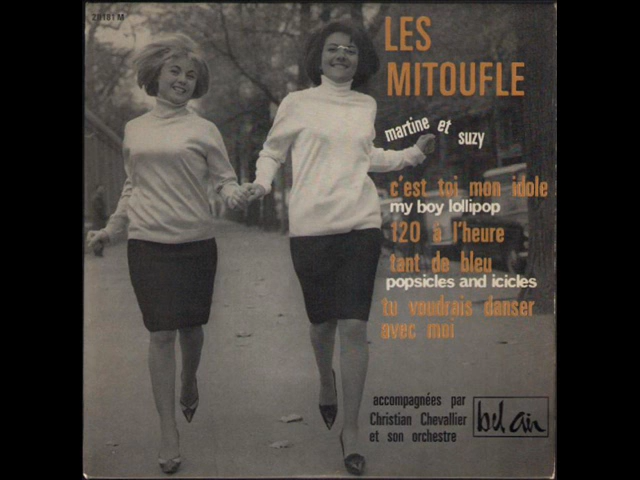 20181 M
LES
MITOUFLE
martine et suzy
c'est toi mon idole
my boy lollipop
120 à l'heure
tant de bleu
popsicles and icicles
tu voudrais danser
avec moi
accompagnées par
Christian Chevallier
et son orchestre
bel air